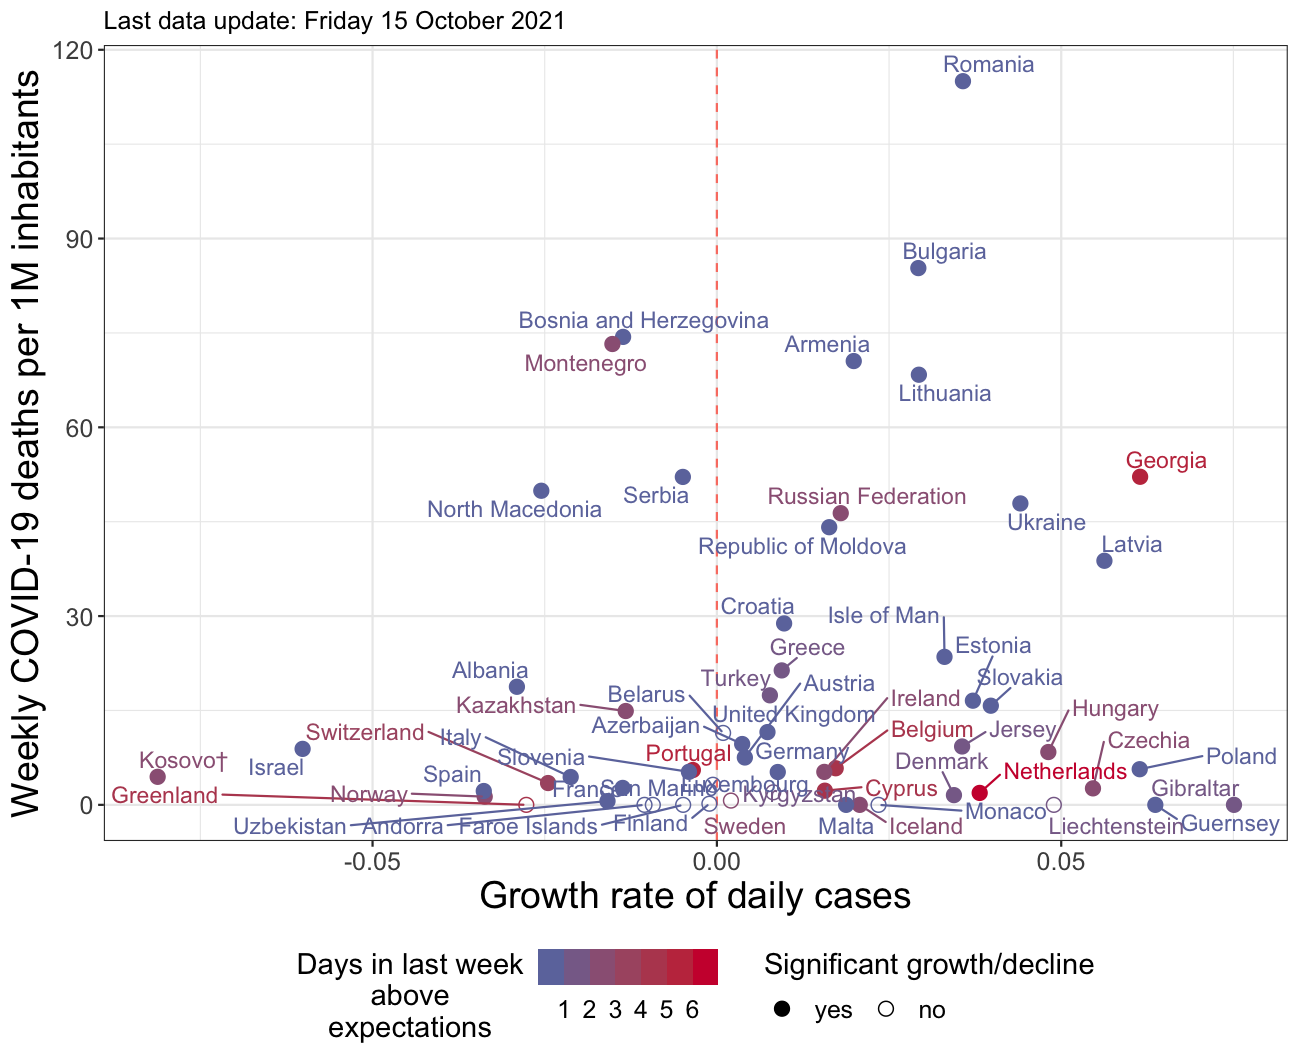 Last data update: Friday 15 October 2021
Weekly COVID-19 deaths per 1M inhabitants
120
90
60
30
0
Romania
Bulgaria
Bosnia and Herzegovina
Armenia
Montenegro
Lithuania
Georgia
Serbia
Russian Federation
North Macedonia
Ukraine
Republic of Moldova
Latvia
Croatia
Isle of Man
Greece
Estonia
Albania
Turkey
Austria
Slovakia
Kazakhstan
Belarus
Ireland
Hungary
United Kingdom
Azerbaijan
Switzerland
Italy
Belgium
Jersey
Czechia
Kosovo†
Israel
Slovenia
Portugal
Germany
Denmark
Poland
Spain
Netherlands
Greenland
Norway
France
San Marino
Luxembourg
Kyrgyzstan
Cyprus
Gibraltar
Monaco
Uzbekistan
Andorra
Faroe Islands
Finland
Sweden
Malta
Iceland
Liechtenstein
Guernsey
-0.05
0.00
0.05
Growth rate of daily cases
Days in last week
above
expectations
1 2 3 4 5 6
Significant growth/decline
yes
no